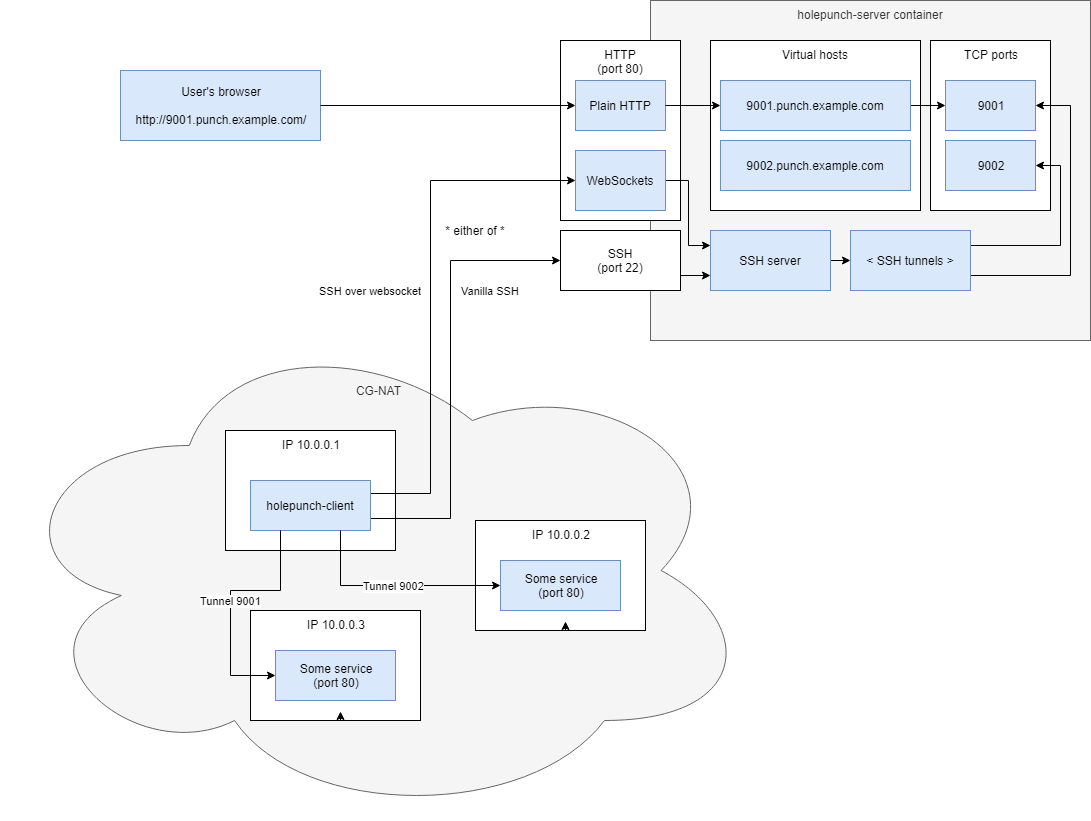 holepunch-server container
HTTP
(port 80)
Virtual hosts
TCP ports
User's browser
http://9001.punch.example.com/
Plain HTTP
9001.punch.example.com
9001
WebSockets
9002.punch.example.com
9002
* either of *
SSH
(port 22)
SSH server
< SSH tunnels >
SSH over websocket
Vanilla SSH
CG-NAT
IP 10.0.0.1
holepunch-client
IP 10.0.0.2
Some service
(port 80)
Tunnel 9002
Tunnel 9001
IP 10.0.0.3
Some service
(port 80)